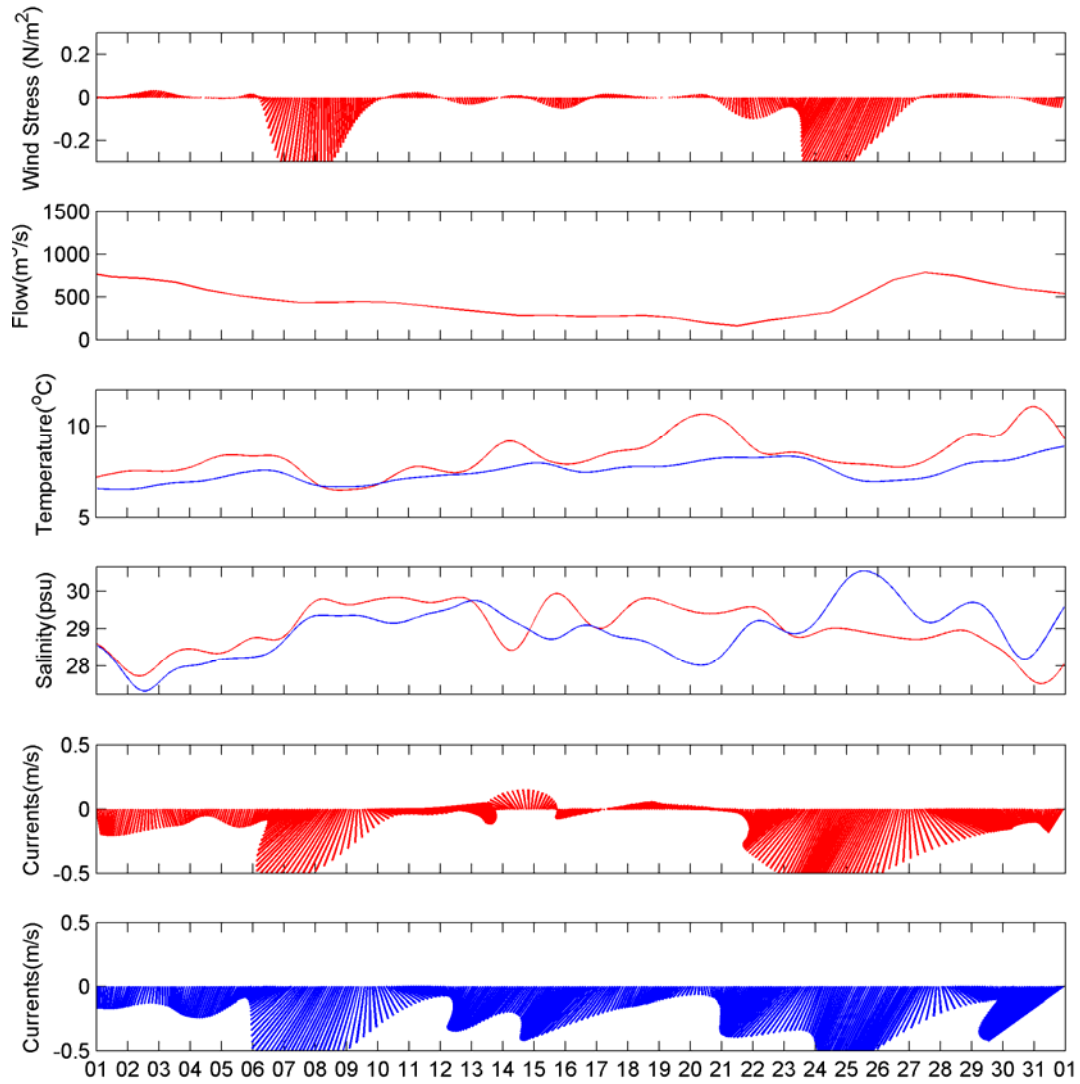 Wind Stress (N/m²)
0.2
0
-0.2
Flow(m³/s)
1500
1000
500
0
Temperature(°C)
10
5
Salinity(psu)
30
29
28
Currents(m/s)
0.5
0
-0.5
Currents(m/s)
0.5
0
-0.5
01 02 03 04 05 06 07 08 09 10 11 12 13 14 15 16 17 18 19 20 21 22 23 24 25 26 27 28 29 30 31 01